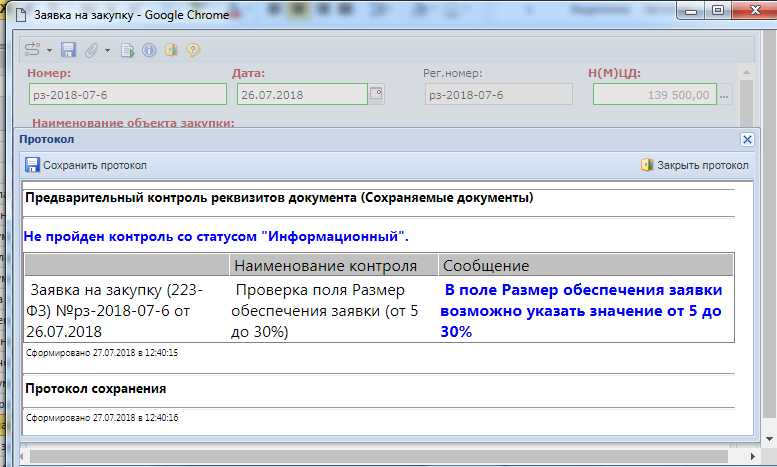 Заявка на закупку - Google Chrome
Номер: Дата: Рег.номер: Н(М)ЦД:
рз-2018-07-6 26.07.2018 рз-2018-07-6 139 500,00 ...
Наименование объекта закупки:
Протокол
Сохранить протокол Закрыть протокол
Предварительный контроль реквизитов документа (Сохраняемые документы)
Не пройден контроль со статусом "Информационный".
Наименование контроля Сообщение
Заявка на закупку (223- Проверка поля Размер В поле Размер обеспечения заявки
ФЗ) №рз-2018-07-6 от обеспечения заявки (от 5 возможно указать значение от 5 до
26.07.2018 до 30%) 30%
Сформировано 27.07.2018 в 12:40:15
Протокол сохранения
Сформировано 27.07.2018 в 12:40:16